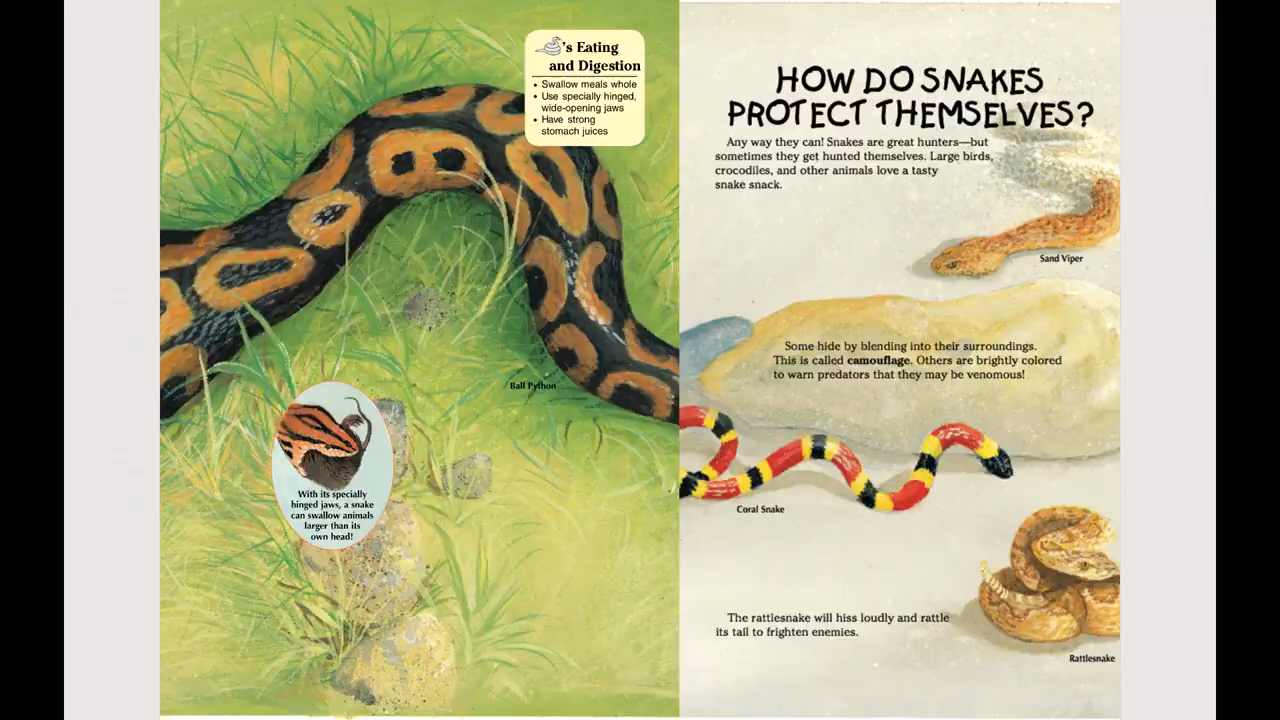 's Eating
and Digestion
• Swallow meals whole
• Use specially hinged,
wide-opening jaws
• Have strong
stomach juices
Ball Python
With its specially
hinged jaws, a snake
can swallow animals
larger than its
own head!
HOW DO SNAKES
PROTECT THEMSELVES?
Any way they can! Snakes are great hunters—but
sometimes they get hunted themselves. Large birds,
crocodiles, and other animals love a tasty
snake snack.
Sand Viper
Some hide by blending into their surroundings.
This is called camouflage. Others are brightly colored
to warn predators that they may be venomous!
Coral Snake
The rattlesnake will hiss loudly and rattle
its tail to frighten enemies.
Rattlesnake